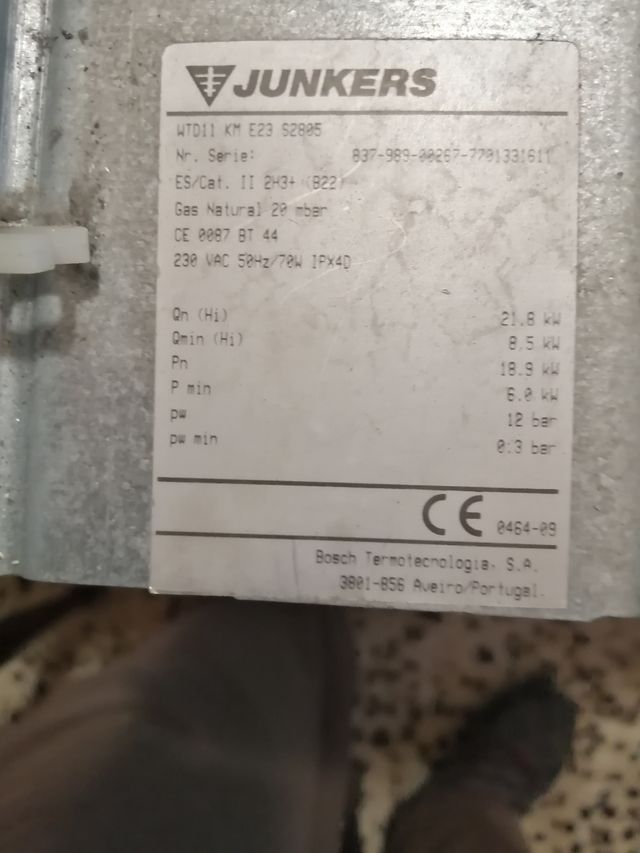 JUNKERS
WTD11 KM E23 S2805
Nr. Serie: 837-989-00267-7701331611
ES/Cat. II 2H3+ (B22)
Gas Natural 20 mbar
CE 0087 BT 44
230 VAC 50Hz/70W IPX4D
Qn (Hi) 21.8 kW
Qmin (Hi) 8.5 kW
Pn 18.9 kW
P min 6.0 kW
pw 12 bar
pw min 0.3 bar
CE 0464-09
Bosch Termotecnologia, S.A.
3801-856 Aveiro/Portugal.